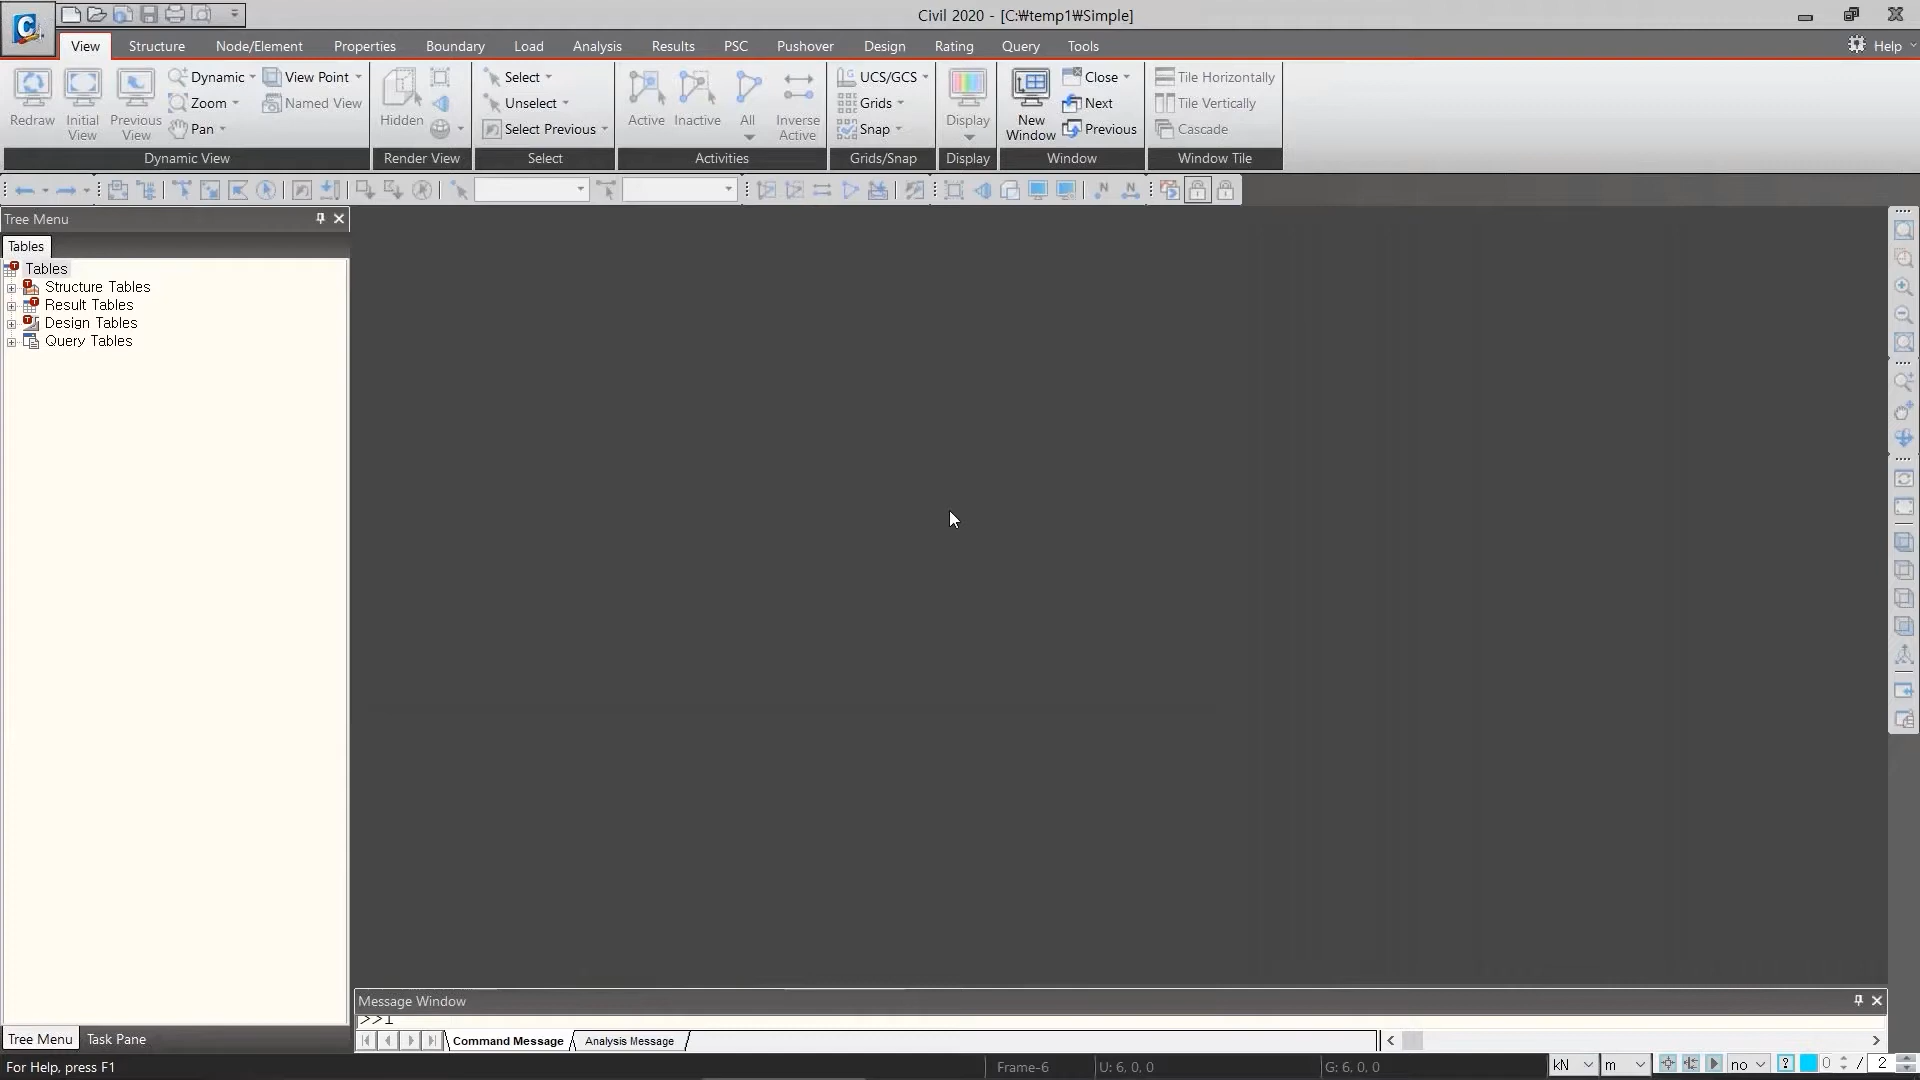 Civil 2020 - [C:₩temp1₩Simple]
View Structure Node/Element Properties Boundary Load Analysis Results PSC Pushover Design Rating Query Tools Help
Redraw
Initial View
Previous View
Dynamic
Zoom
Pan
View Point
Named View
Dynamic View
Hidden
Render View
Select
Unselect
Select Previous
Select
Active
Inactive
All
Inverse Active
Activities
UCS/GCS
Grids
Snap
Grids/Snap
Display
Display
New Window
Close
Next
Previous
Window
Tile Horizontally
Tile Vertically
Cascade
Window Tile
Tree Menu
Tables
Tables
Structure Tables
Result Tables
Design Tables
Query Tables
Message Window
>>
Command Message Analysis Message
Tree Menu Task Pane
For Help, press F1
Frame-6
U: 6, 0, 0
G: 6, 0, 0
kN
m
no
?
0
/ 2